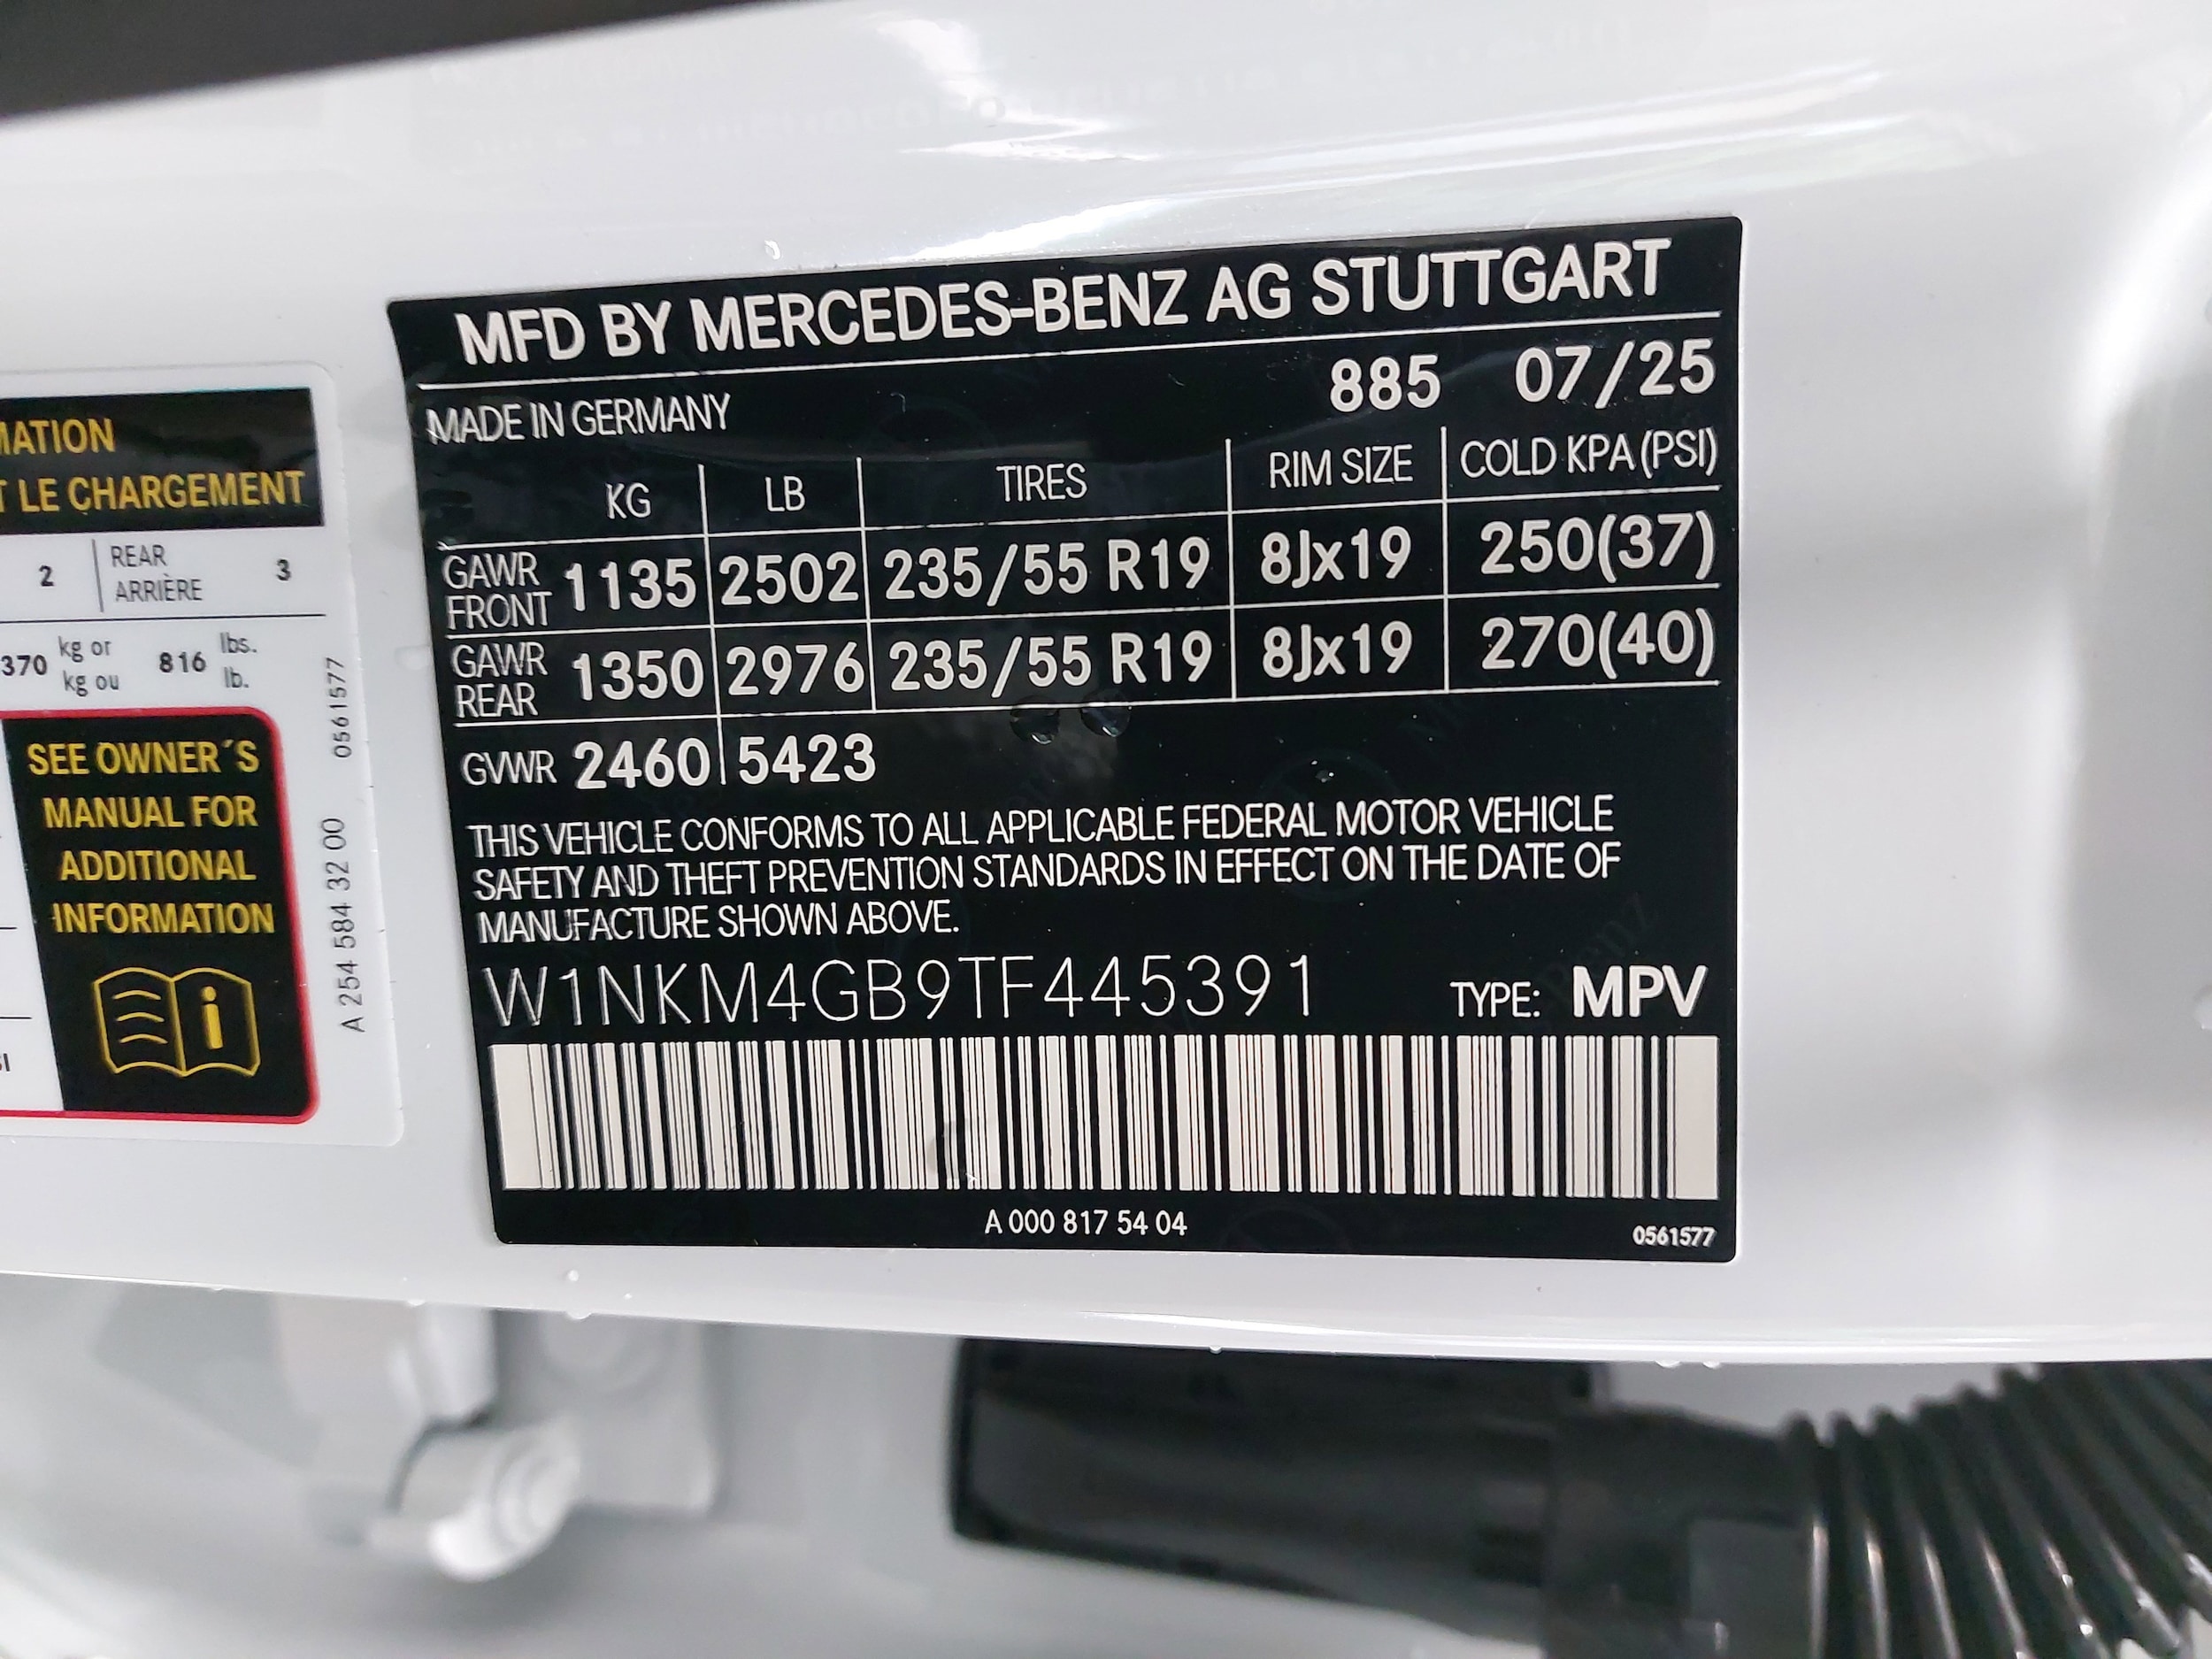 MATION
T LE CHARGEMENT
2 REAR 3
ARRIÈRE
370 kg or 816 lbs.
kg ou lb.
SEE OWNER´S
MANUAL FOR
ADDITIONAL
INFORMATION
i
A 254 584 32 00 0561577
MFD BY MERCEDES-BENZ AG STUTTGART
885 07/25
MADE IN GERMANY
KG LB TIRES RIM SIZE COLD KPA (PSI)
GAWR FRONT 1135 2502 235/55 R19 8Jx19 250(37)
GAWR REAR 1350 2976 235/55 R19 8Jx19 270(40)
GVWR 2460 5423
THIS VEHICLE CONFORMS TO ALL APPLICABLE FEDERAL MOTOR VEHICLE
SAFETY AND THEFT PREVENTION STANDARDS IN EFFECT ON THE DATE OF
MANUFACTURE SHOWN ABOVE.
W1NKM4GB9TF445391 TYPE: MPV
A 000 817 54 04
0561577